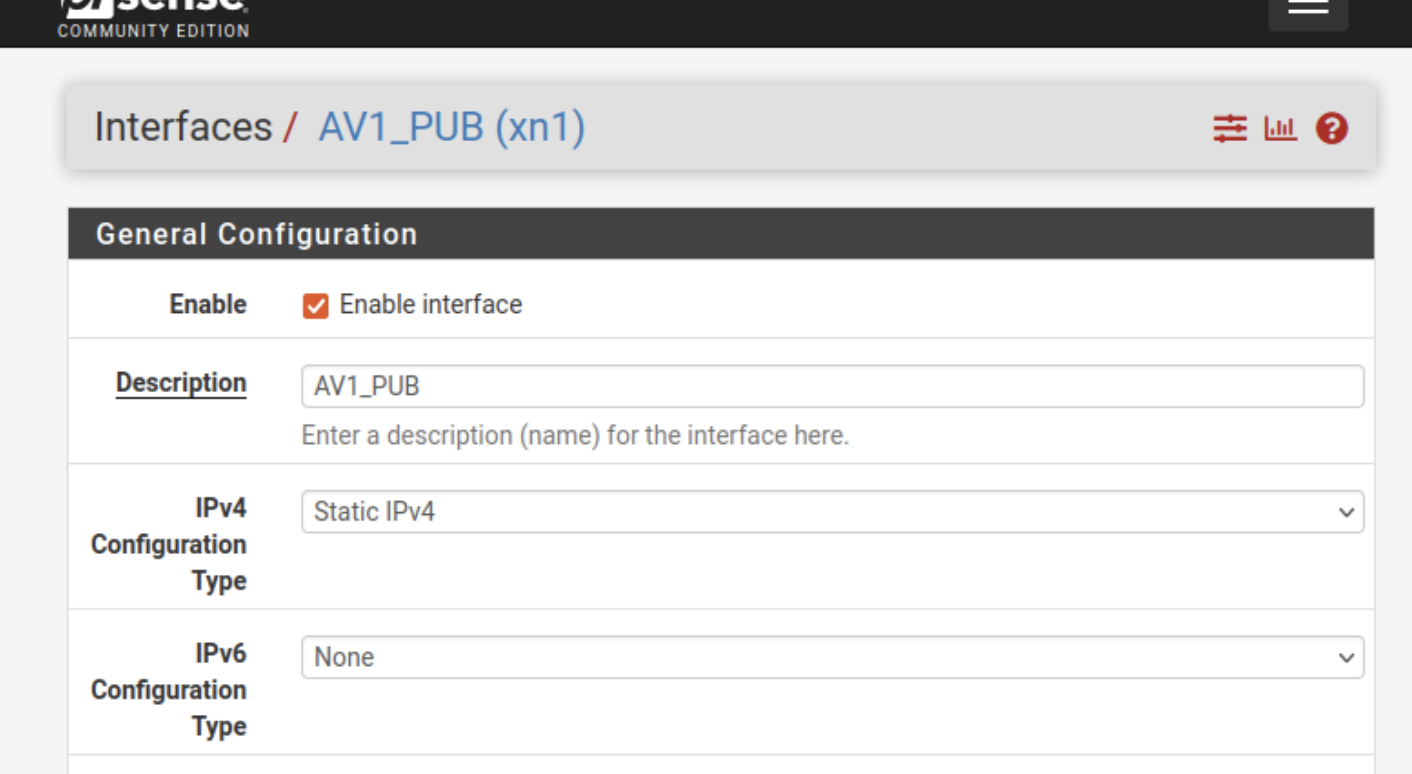 sense
COMMUNITY EDITION
Interfaces / AV1_PUB (xn1)
General Configuration
Enable
Enable interface
Description
AV1_PUB
Enter a description (name) for the interface here.
IPv4
Configuration
Type
Static IPv4
IPv6
Configuration
Type
None